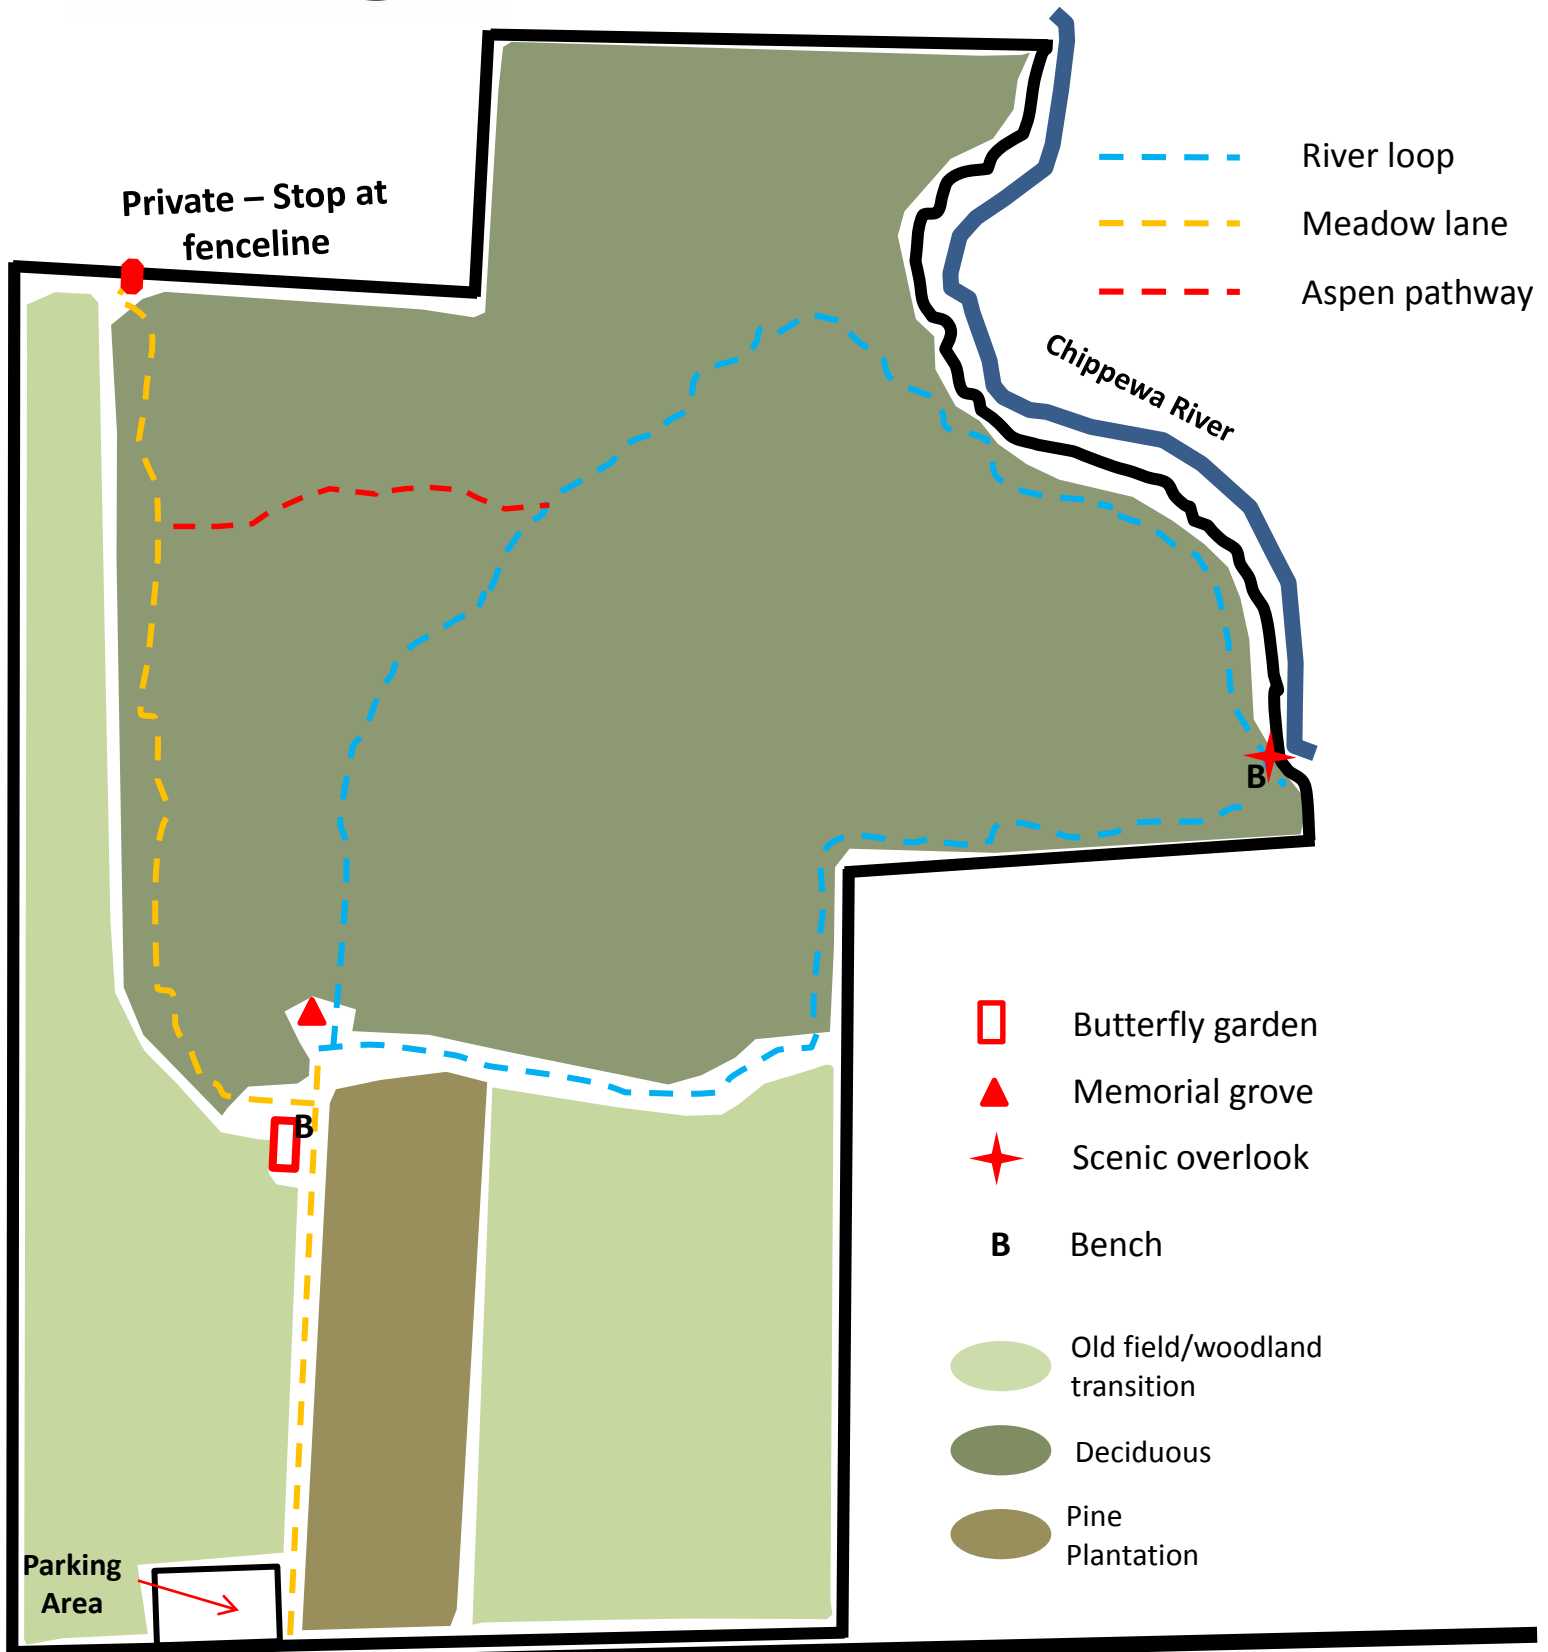 Private – Stop at
fenceline
River loop
Meadow lane
Aspen pathway
Chippewa River
B
Butterfly garden
Memorial grove
Scenic overlook
B
B Bench
Old field/woodland
transition
Deciduous
Pine
Plantation
Parking
Area